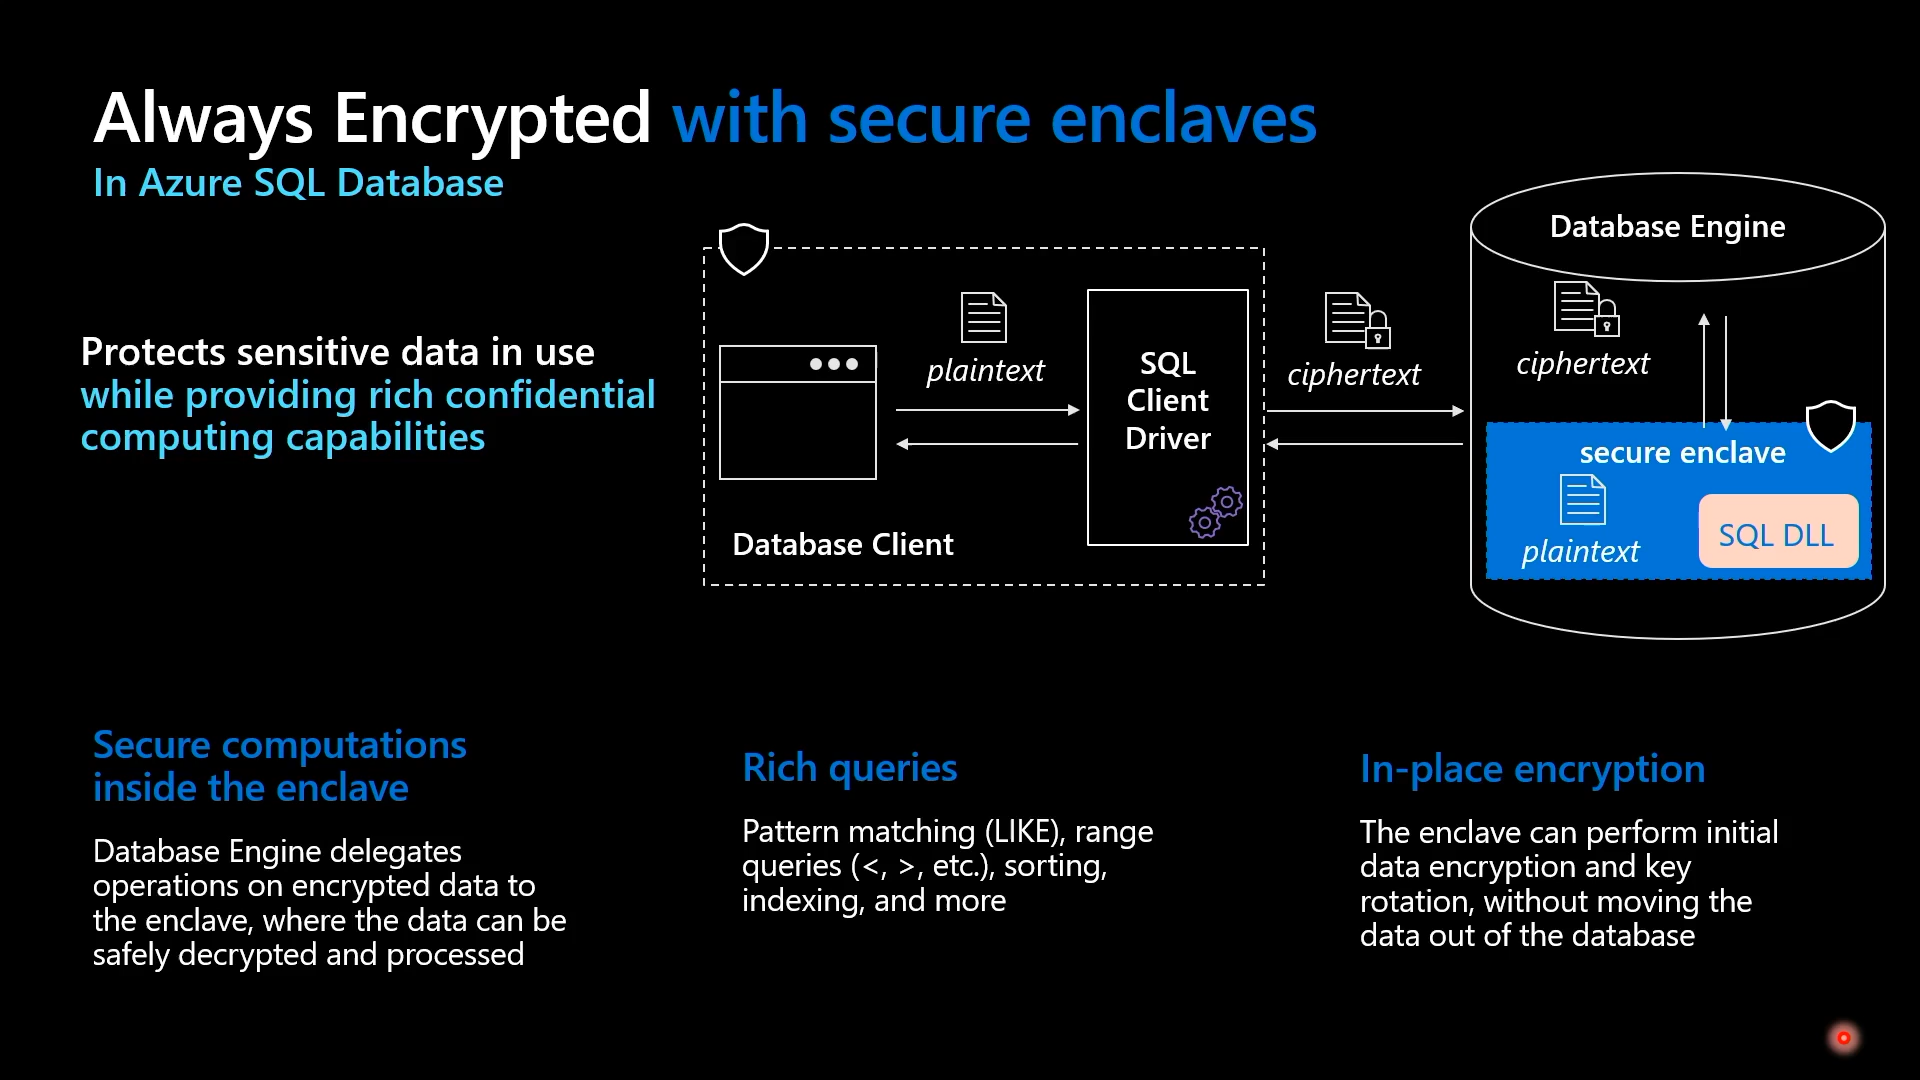 Always Encrypted with secure enclaves
In Azure SQL Database
Protects sensitive data in use
while providing rich confidential
computing capabilities
plaintext
SQL
Client
Driver
Database Client
ciphertext
Database Engine
ciphertext
secure enclave
plaintext
SQL DLL
Secure computations
inside the enclave
Database Engine delegates
operations on encrypted data to
the enclave, where the data can be
safely decrypted and processed
Rich queries
Pattern matching (LIKE), range
queries (<, >, etc.), sorting,
indexing, and more
In-place encryption
The enclave can perform initial
data encryption and key
rotation, without moving the
data out of the database